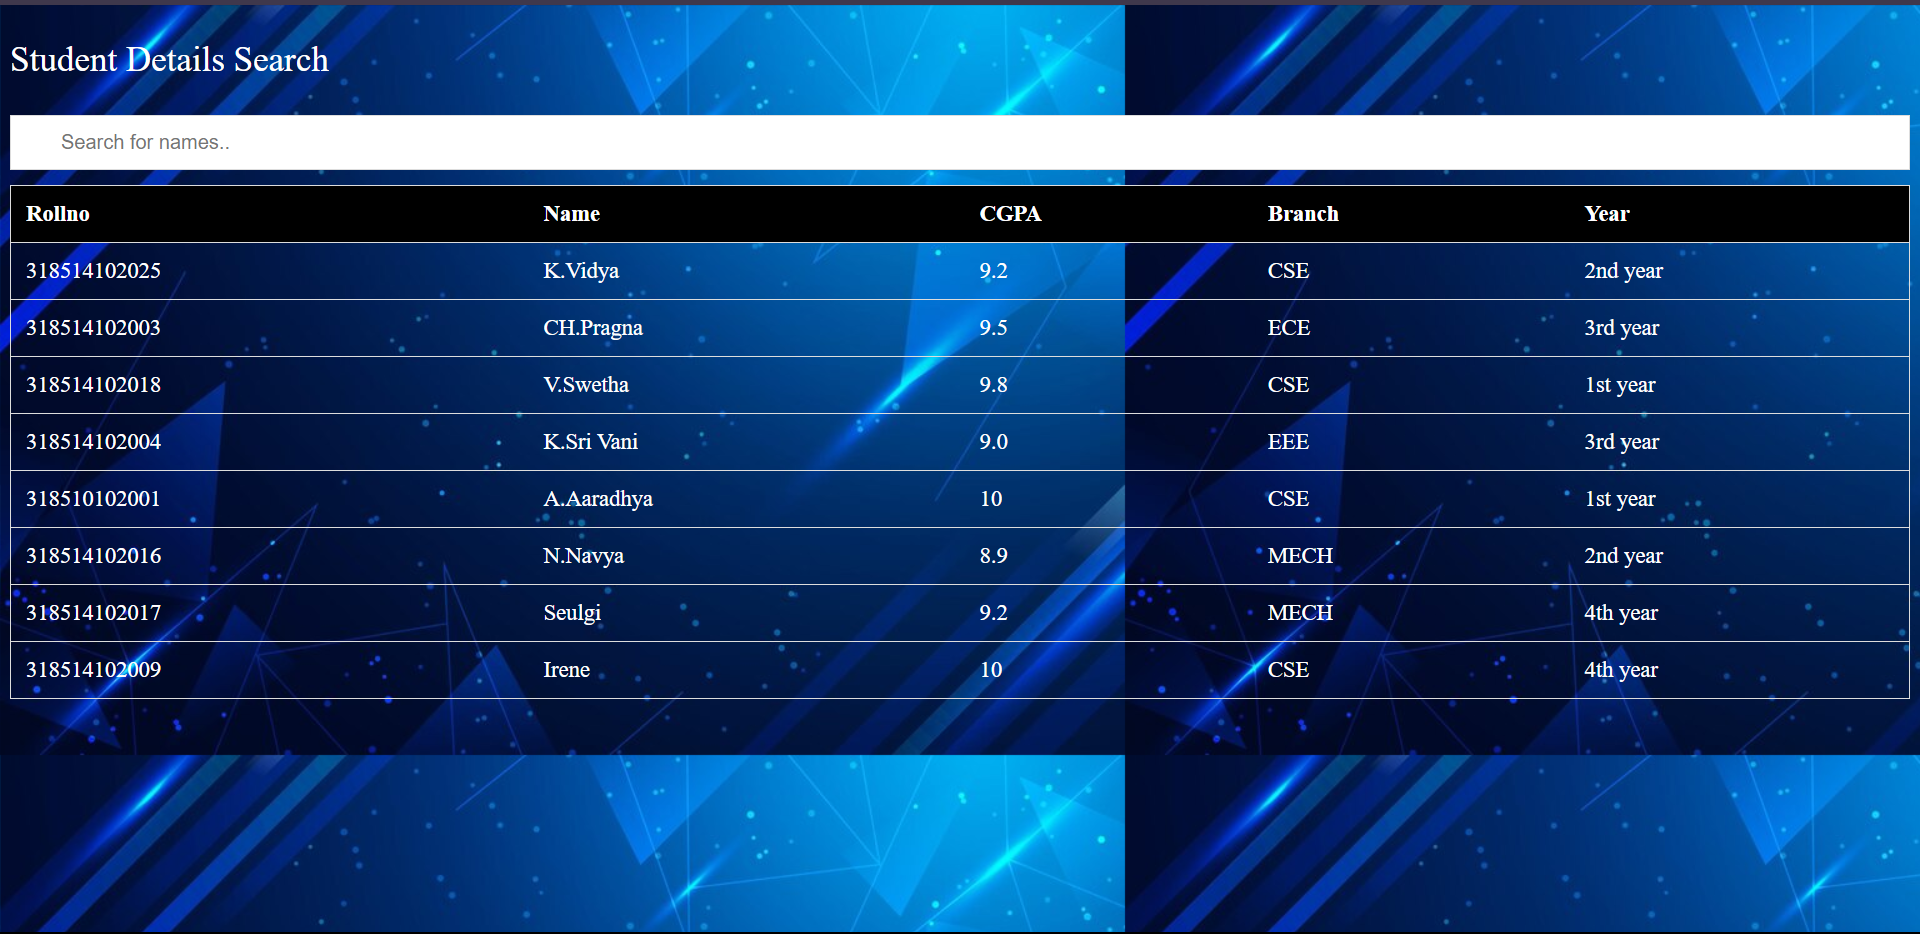 Student Details Search
Search for names..
Rollno Name CGPA Branch Year
318514102025 K.Vidya 9.2 CSE 2nd year
318514102003 CH.Pragna 9.5 ECE 3rd year
318514102018 V.Swetha 9.8 CSE 1st year
318514102004 K.Sri Vani 9.0 EEE 3rd year
318510102001 A.Aaradhya 10 CSE 1st year
318514102016 N.Navya 8.9 MECH 2nd year
318514102017 Seulgi 9.2 MECH 4th year
318514102009 Irene 10 CSE 4th year